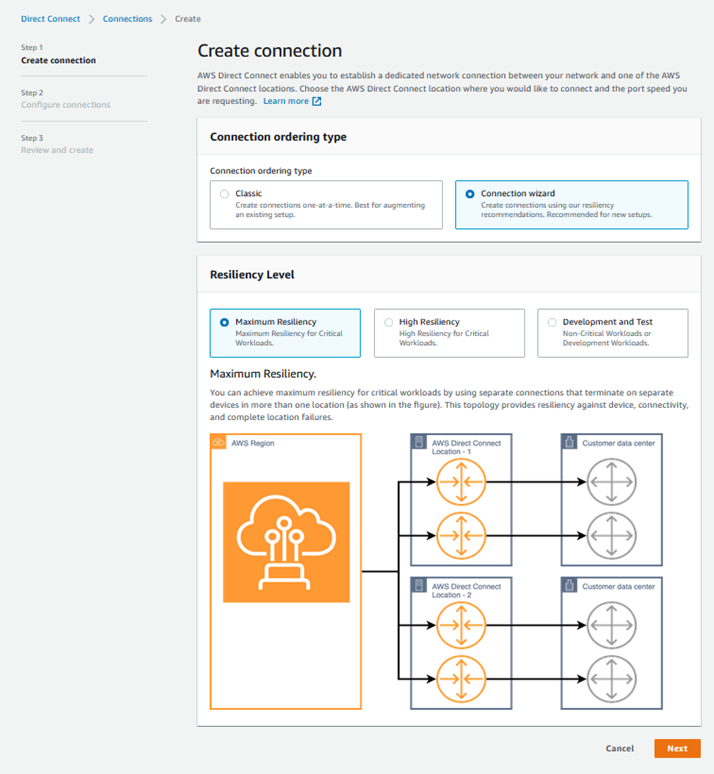 Direct Connect > Connections > Create
Step 1
Create connection
Step 2
Configure connections
Step 3
Review and create
Create connection
AWS Direct Connect enables you to establish a dedicated network connection between your network and one of the AWS
Direct Connect locations. Choose the AWS Direct Connect location where you would like to connect and the port speed you
are requesting. Learn more
Connection ordering type
Connection ordering type
Classic
Create connections one-at-a-time. Best for augmenting
an existing setup.
Connection wizard
Create connections using our resiliency
recommendations. Recommended for new setups.
Resiliency Level
Maximum Resiliency
Maximum Resiliency for Critical
Workloads.
High Resiliency
High Resiliency for Critical
Workloads.
Development and Test
Non-Critical Workloads or
Development Workloads.
Maximum Resiliency.
You can achieve maximum resiliency for critical workloads by using separate connections that terminate on separate
devices in more than one location (as shown in the figure). This topology provides resiliency against device, connectivity,
and complete location failures.
AWS Region
AWS Direct Connect
Location - 1
Customer data center
AWS Direct Connect
Location - 2
Customer data center
Cancel
Next